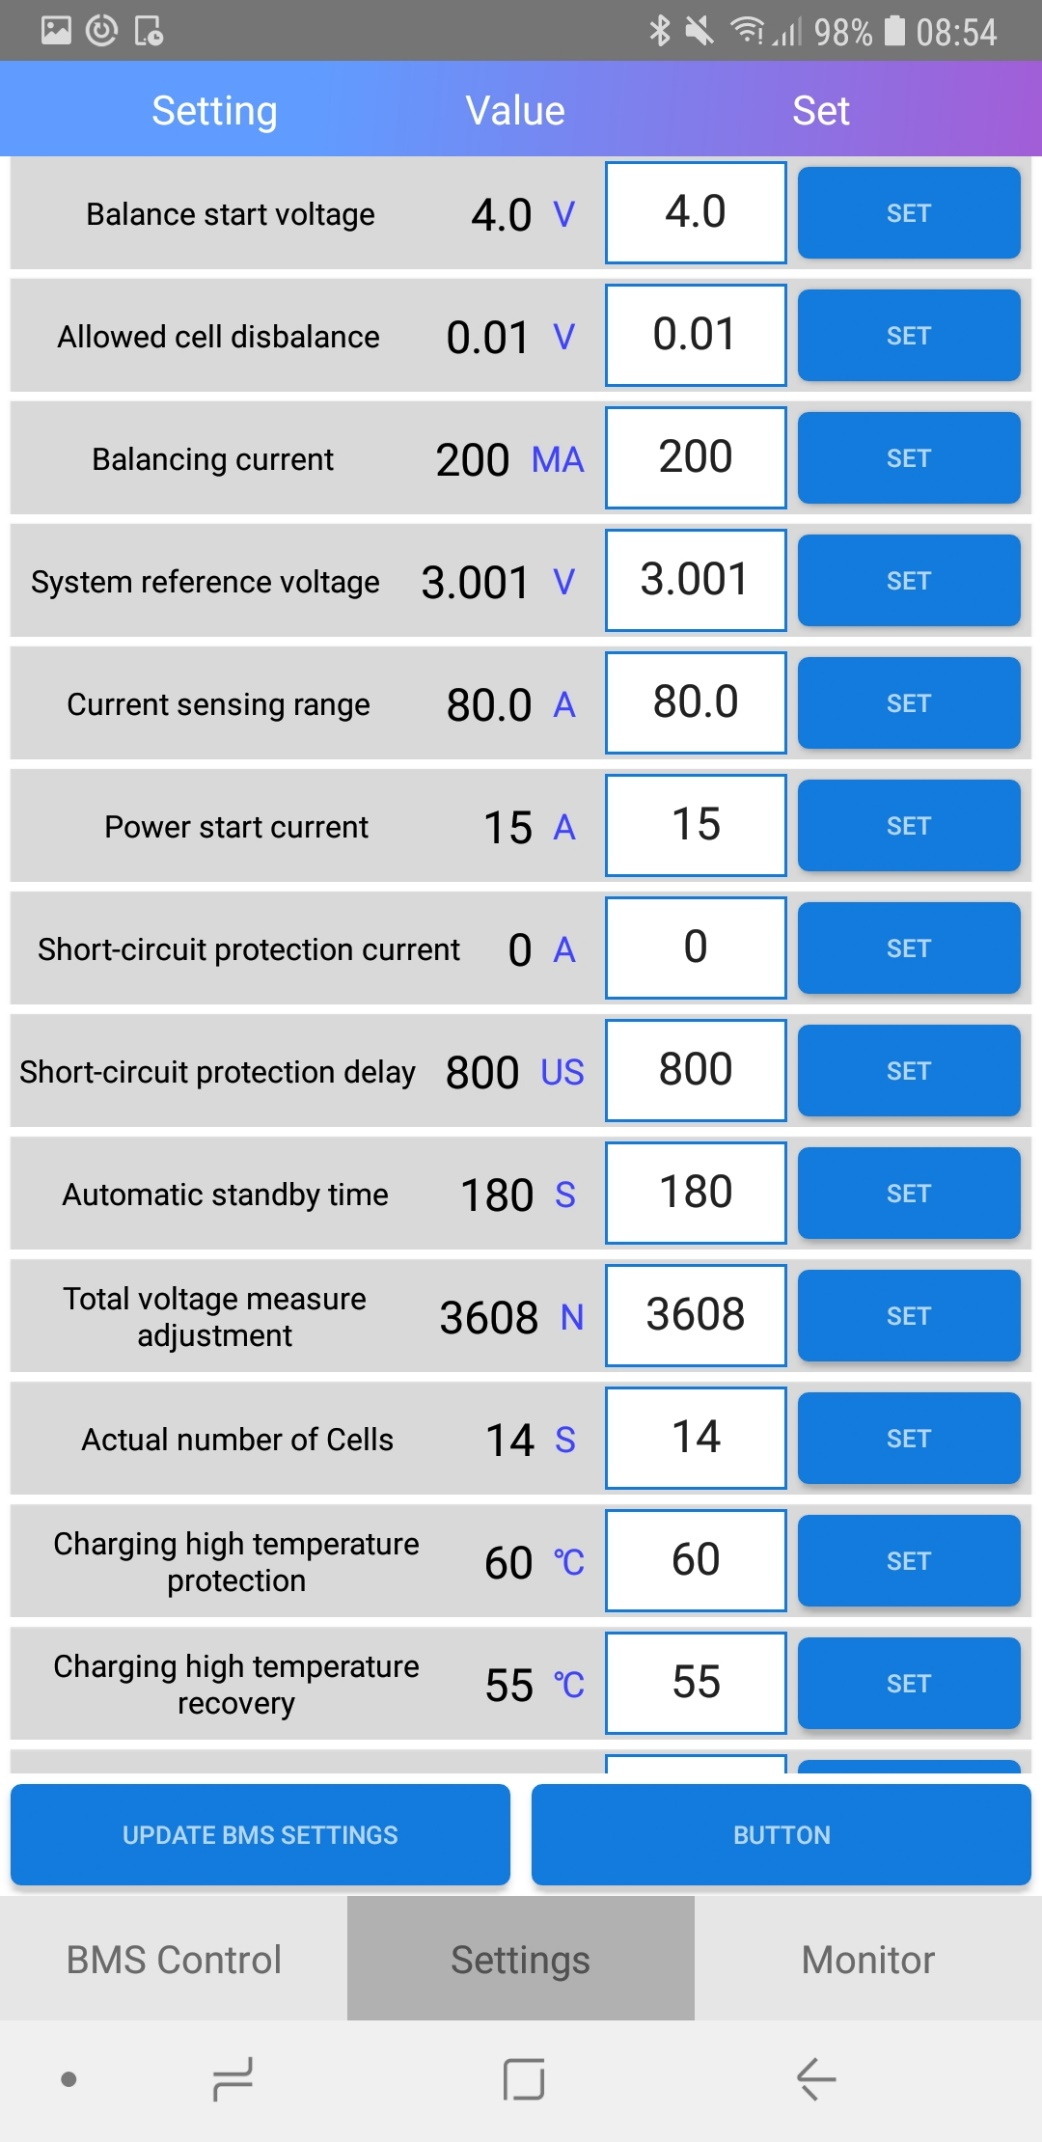 98% 08:54
Setting Value Set
Balance start voltage 4.0 V 4.0 SET
Allowed cell disbalance 0.01 V 0.01 SET
Balancing current 200 MA 200 SET
System reference voltage 3.001 V 3.001 SET
Current sensing range 80.0 A 80.0 SET
Power start current 15 A 15 SET
Short-circuit protection current 0 A 0 SET
Short-circuit protection delay 800 US 800 SET
Automatic standby time 180 S 180 SET
Total voltage measure
adjustment 3608 N 3608 SET
Actual number of Cells 14 S 14 SET
Charging high temperature
protection 60 °C 60 SET
Charging high temperature
recovery 55 °C 55 SET
UPDATE BMS SETTINGS BUTTON
BMS Control Settings Monitor